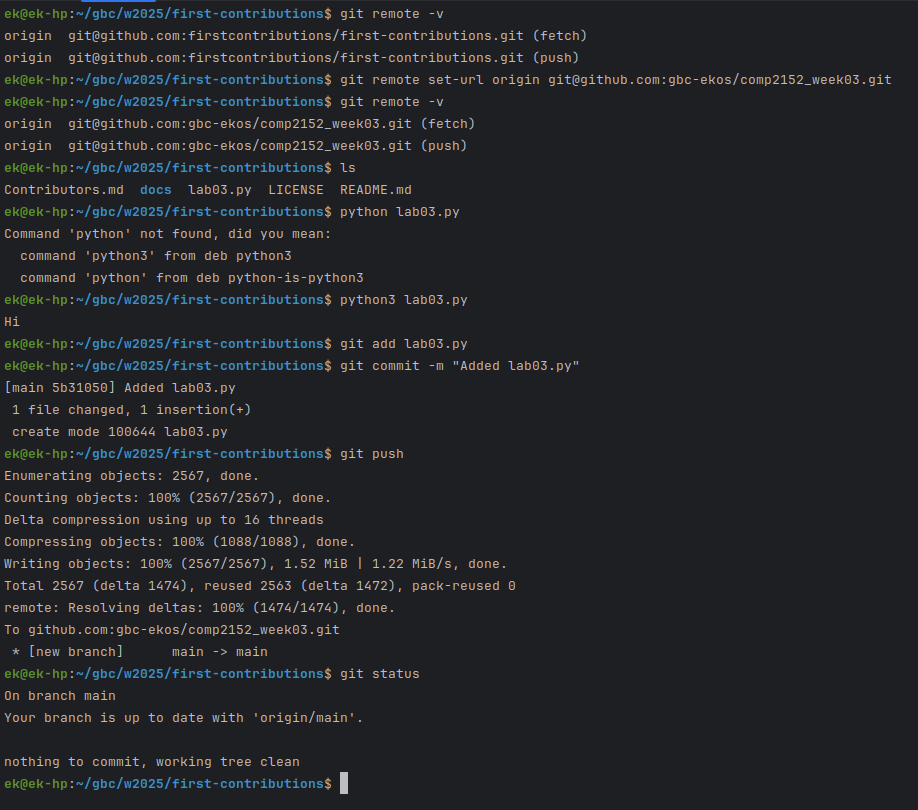 ek@ek-hp:~/gbc/w2025/first-contributions$ git remote -v
origin  git@github.com:firstcontributions/first-contributions.git (fetch)
origin  git@github.com:firstcontributions/first-contributions.git (push)
ek@ek-hp:~/gbc/w2025/first-contributions$ git remote set-url origin git@github.com:gbc-ekos/comp2152_week03.git
ek@ek-hp:~/gbc/w2025/first-contributions$ git remote -v
origin  git@github.com:gbc-ekos/comp2152_week03.git (fetch)
origin  git@github.com:gbc-ekos/comp2152_week03.git (push)
ek@ek-hp:~/gbc/w2025/first-contributions$ ls
Contributors.md  docs  lab03.py  LICENSE  README.md
ek@ek-hp:~/gbc/w2025/first-contributions$ python lab03.py
Command 'python' not found, did you mean:
  command 'python3' from deb python3
  command 'python' from deb python-is-python3
ek@ek-hp:~/gbc/w2025/first-contributions$ python3 lab03.py
Hi
ek@ek-hp:~/gbc/w2025/first-contributions$ git add lab03.py
ek@ek-hp:~/gbc/w2025/first-contributions$ git commit -m "Added lab03.py"
[main 5b31050] Added lab03.py
 1 file changed, 1 insertion(+)
 create mode 100644 lab03.py
ek@ek-hp:~/gbc/w2025/first-contributions$ git push
Enumerating objects: 2567, done.
Counting objects: 100% (2567/2567), done.
Delta compression using up to 16 threads
Compressing objects: 100% (1088/1088), done.
Writing objects: 100% (2567/2567), 1.52 MiB | 1.22 MiB/s, done.
Total 2567 (delta 1474), reused 2563 (delta 1472), pack-reused 0
remote: Resolving deltas: 100% (1474/1474), done.
To github.com:gbc-ekos/comp2152_week03.git
 * [new branch]      main -> main
ek@ek-hp:~/gbc/w2025/first-contributions$ git status
On branch main
Your branch is up to date with 'origin/main'.

nothing to commit, working tree clean
ek@ek-hp:~/gbc/w2025/first-contributions$